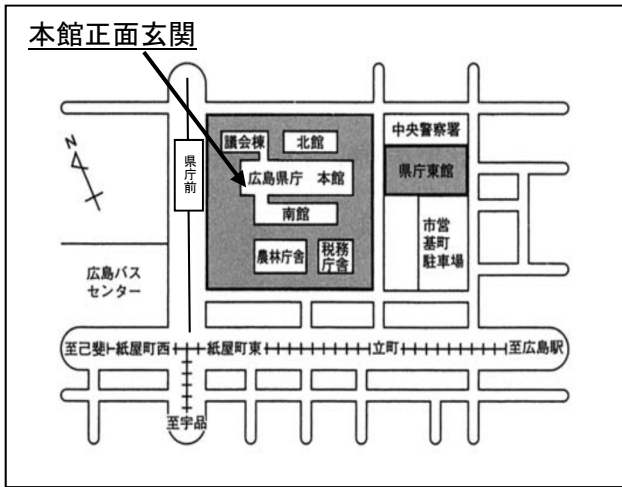 本館正面玄関
N
県庁前
議会棟
北館
広島県庁 本館
南館
農林庁舎
税務
庁舎
中央警察署
県庁東館
市営
基町
駐車場
広島バス
センター
至己斐
紙屋町西
紙屋町東
立町
至広島駅
至宇品